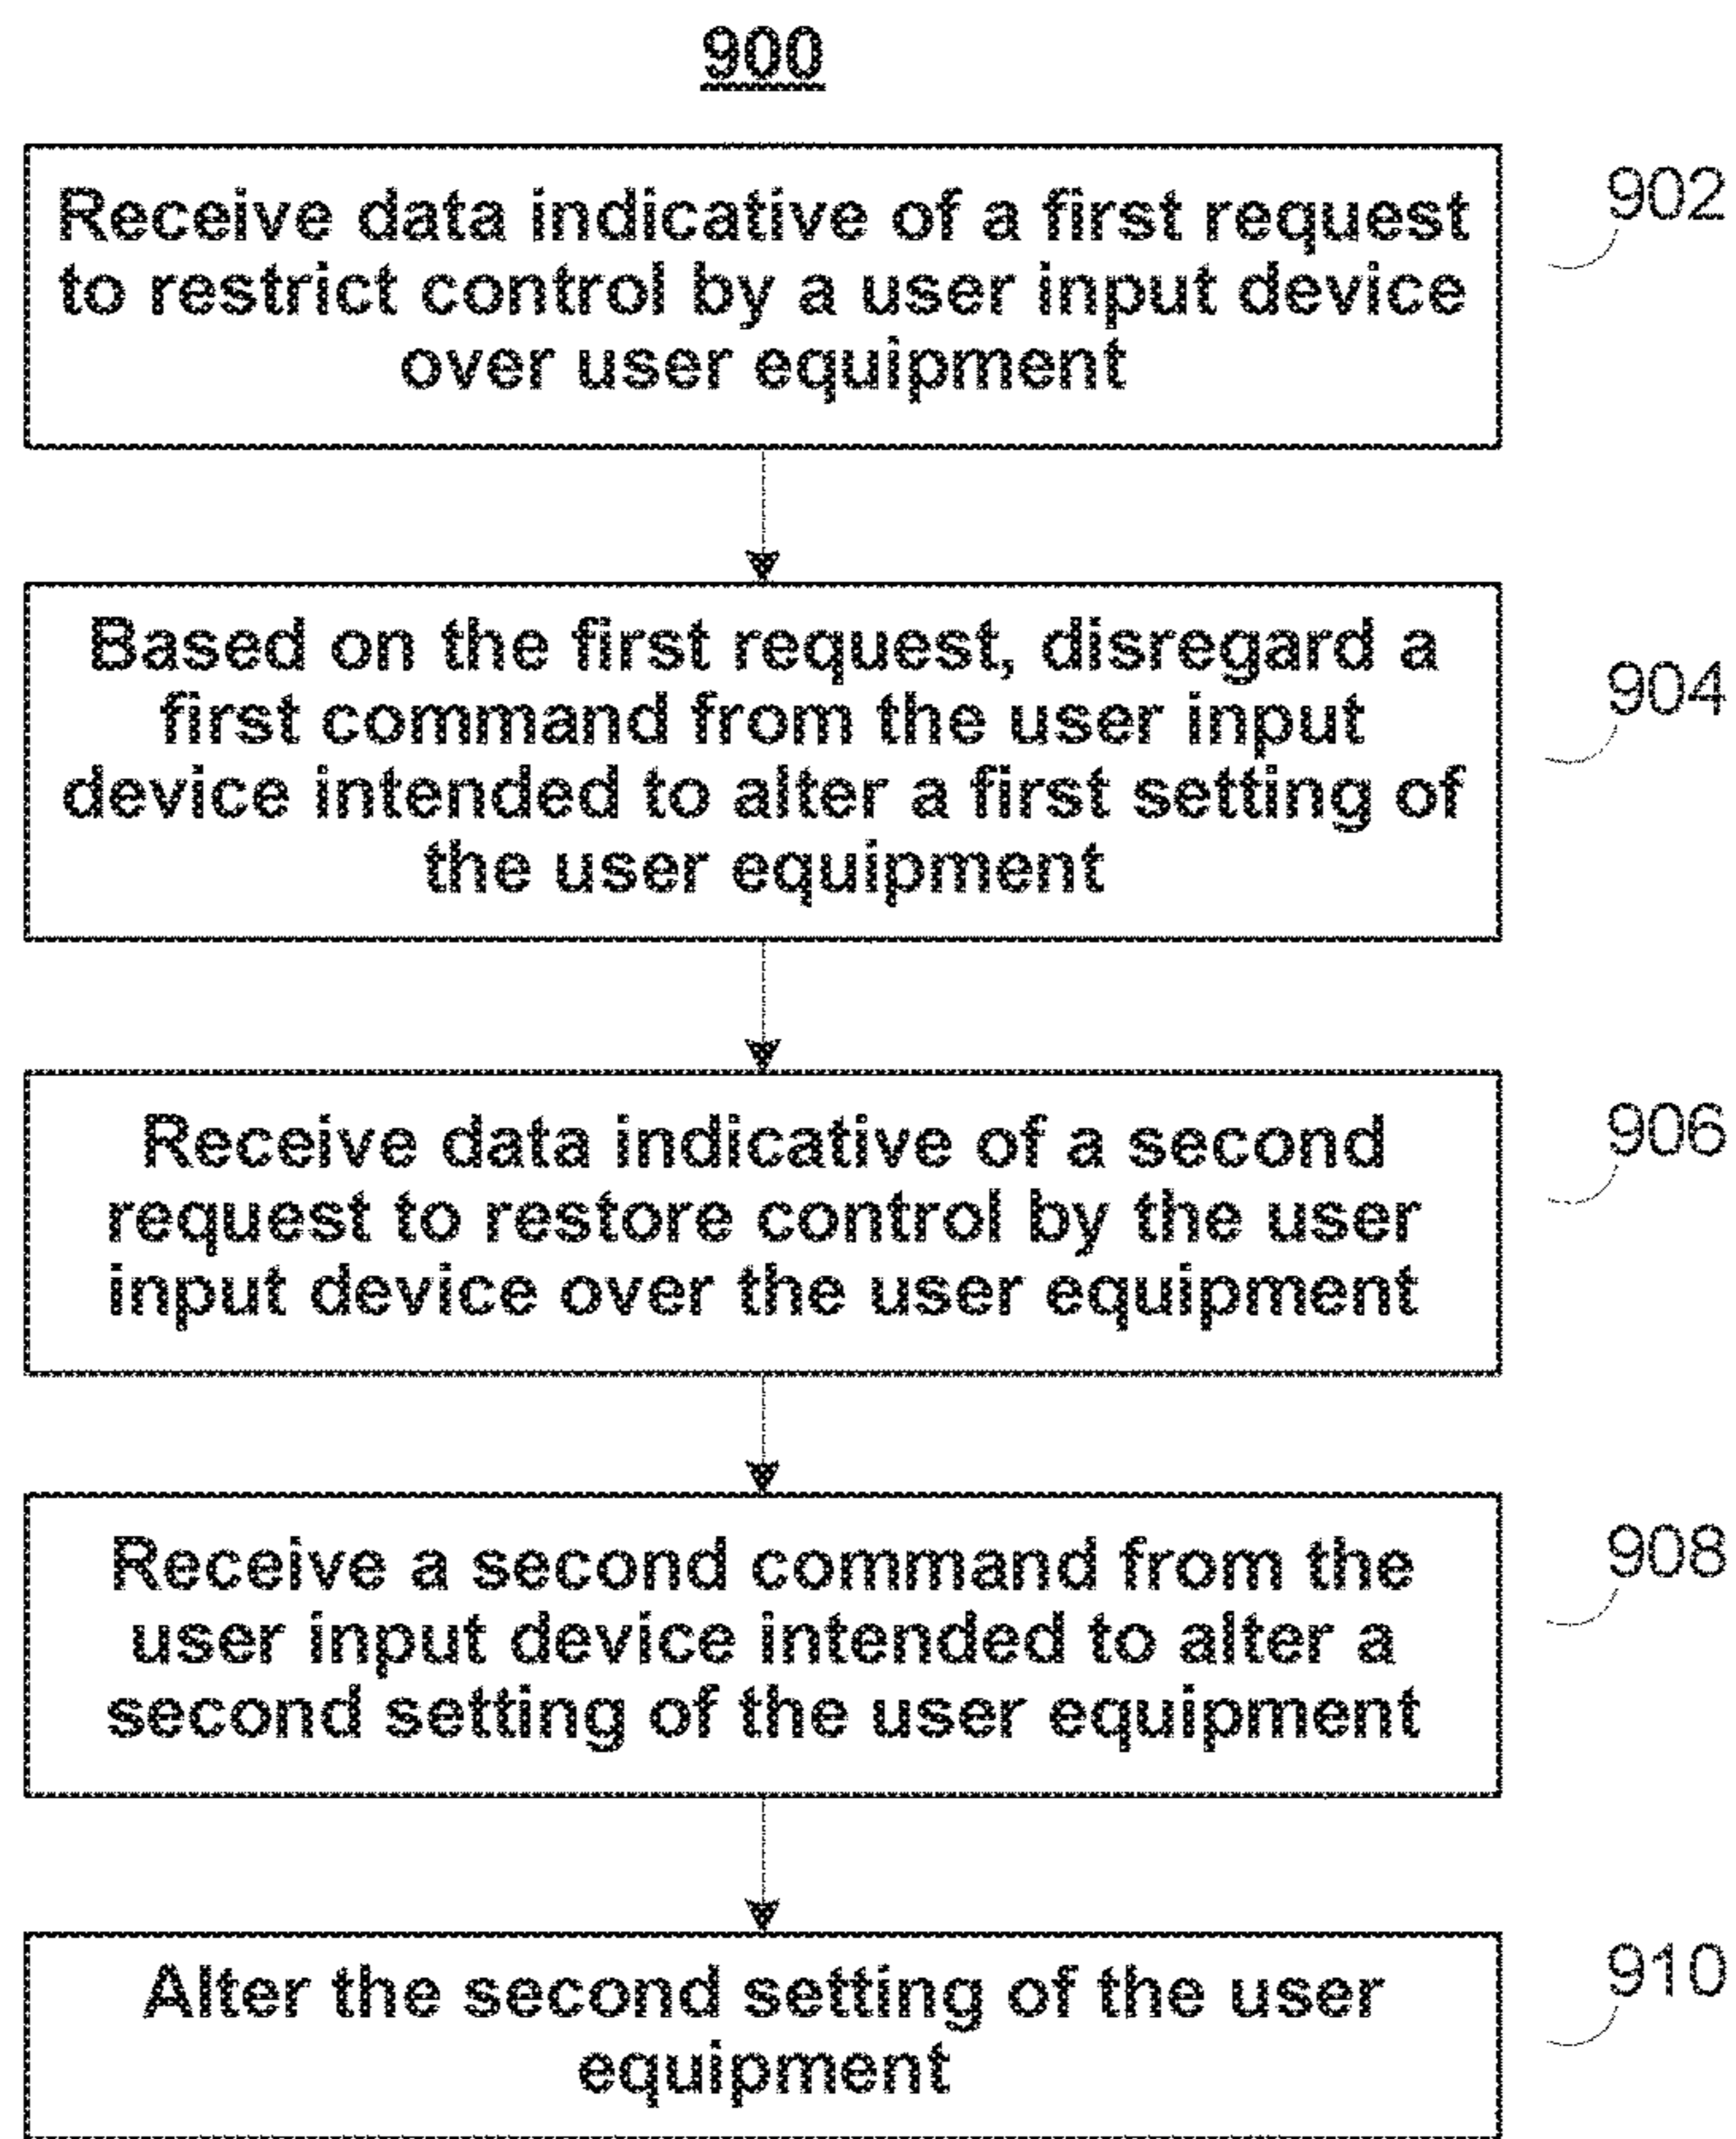 900
Receive data indicative of a first request
to restrict control by a user input device
over user equipment
902
Based on the first request, disregard a
first command from the user input
device intended to alter a first setting of
the user equipment
904
Receive data indicative of a second
request to restore control by the user
input device over the user equipment
906
Receive a second command from the
user input device intended to alter a
second setting of the user equipment
908
Alter the second setting of the user
equipment
910